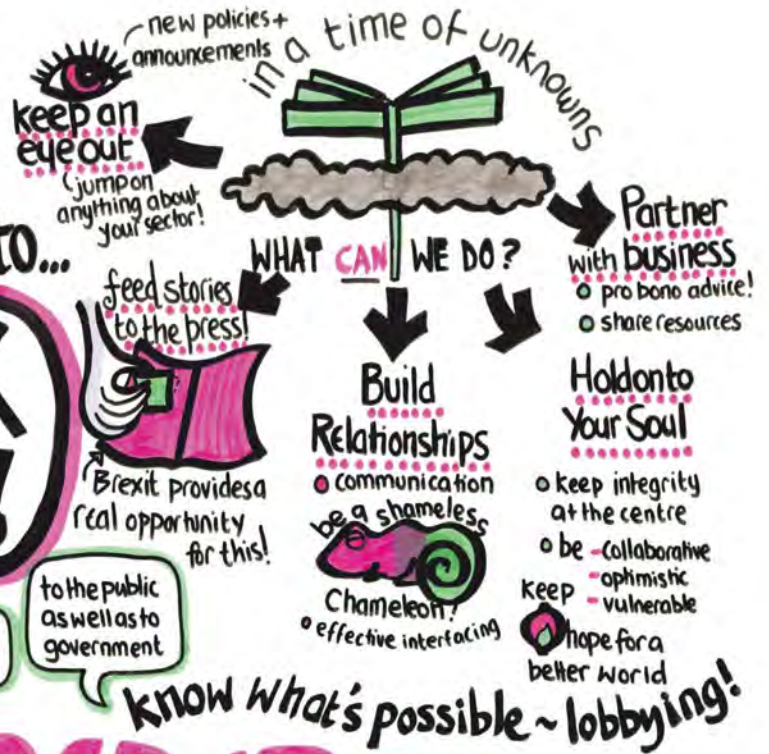 new policies +
announcements
in a time of unknowns
keep an
eye out
jump on
anything about
your sector!
TO...
WHAT CAN WE DO?
Partner
with business
pro bono advice!
share resources
feed stories
to the press!
Brexit provides a
real opportunity
for this!
Build
Relationships
communication
be a shameless
Chameleon!
effective interfacing
Hold onto
Your Soul
keep integrity
at the centre
be - collaborative
- optimistic
- vulnerable
Keep
hope for a
better world
to the public
as well as to
government
know what's possible ~ lobbying!